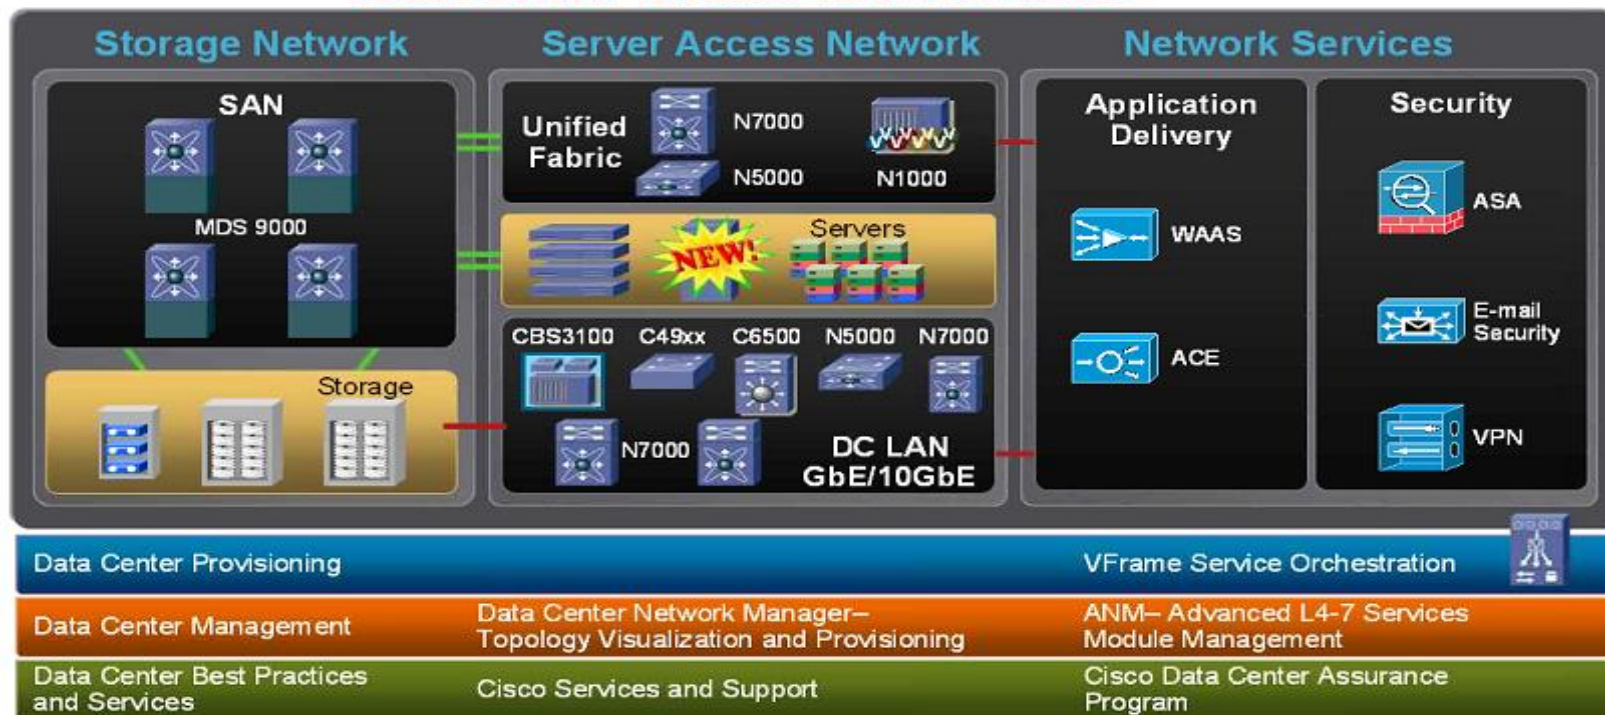 Storage Network
Server Access Network
Network Services
SAN
MDS 9000
Storage
Unified
Fabric
N7000
N5000
N1000
Servers
NEW!
CBS3100
C49xx
C6500
N5000
N7000
N7000
DC LAN
GbE/10GbE
Application
Delivery
WAAS
ACE
Security
ASA
E-mail
Security
VPN
Data Center Provisioning
VFrame Service Orchestration
Data Center Management
Data Center Network Manager–
Topology Visualization and Provisioning
ANM– Advanced L4-7 Services
Module Management
Data Center Best Practices
and Services
Cisco Services and Support
Cisco Data Center Assurance
Program